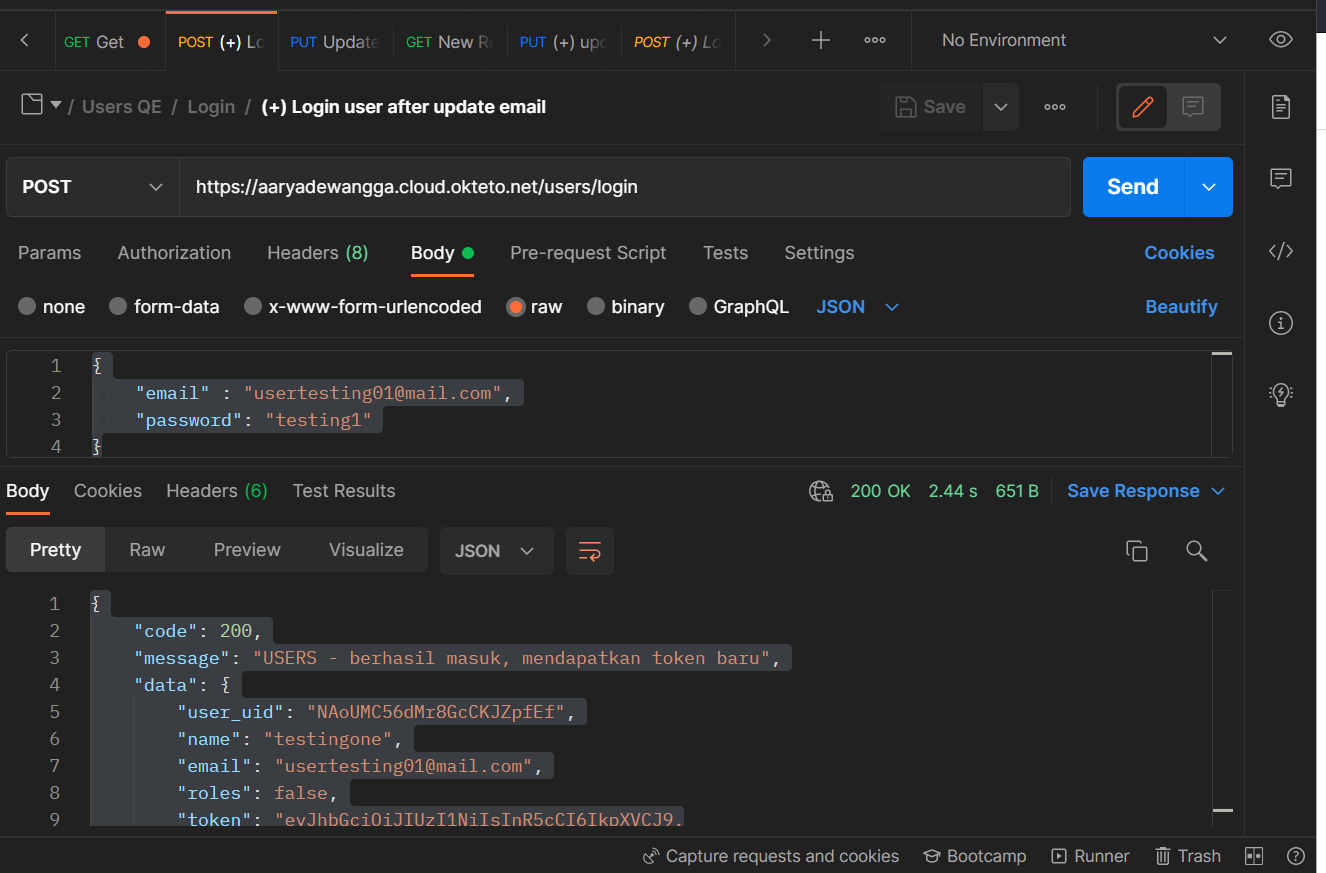 GET Get POST (+) Lo PUT Update GET New Re PUT (+) upd POST (+) Lo No Environment
/ Users QE / Login / (+) Login user after update email Save
POST https://aaryadewangga.cloud.okteto.net/users/login Send
Params Authorization Headers (8) Body Pre-request Script Tests Settings Cookies
none form-data x-www-form-urlencoded raw binary GraphQL JSON Beautify
1 {
2 "email" : "usertesting01@mail.com",
3 "password": "testing1"
4 }
Body Cookies Headers (6) Test Results 200 OK 2.44 s 651 B Save Response
Pretty Raw Preview Visualize JSON
1 {
2 "code": 200,
3 "message": "USERS - berhasil masuk, mendapatkan token baru",
4 "data": {
5 "user_uid": "NAoUMC56dMr8GcCKJZpfEf",
6 "name": "testingone",
7 "email": "usertesting01@mail.com",
8 "roles": false,
9 "token": "eyJhbGciOiJIUzI1NiIsInR5cCI6IkpXVCJ9.
Capture requests and cookies Bootcamp Runner Trash